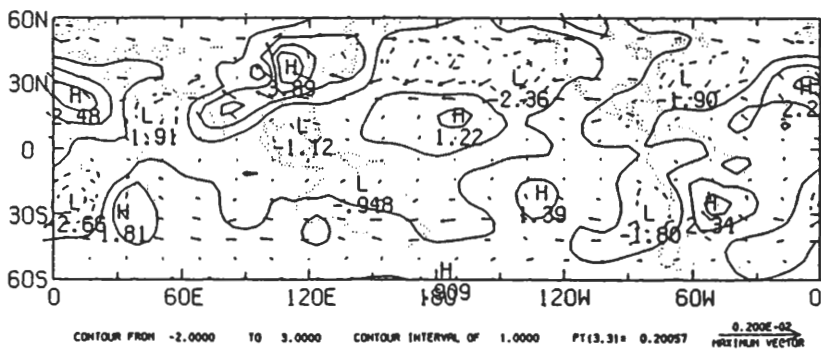 60N
H
3.89
L
-2.36
L
-1.90
H
2.2
30N
H
2.48
L
-1.91
L
-1.12
H
1.22
0
L
-.948
H
1.39
L
-2.66
H
1.81
L
-1.80
H
2.34
30S
60S
H
.809
0 60E 120E 180 120W 60W 0
CONTOUR FROM -2.0000 TO 3.0000 CONTOUR INTERVAL OF 1.0000 PT(3,3)= 0.20057 0.200E-02
MAXIMUM VECTOR